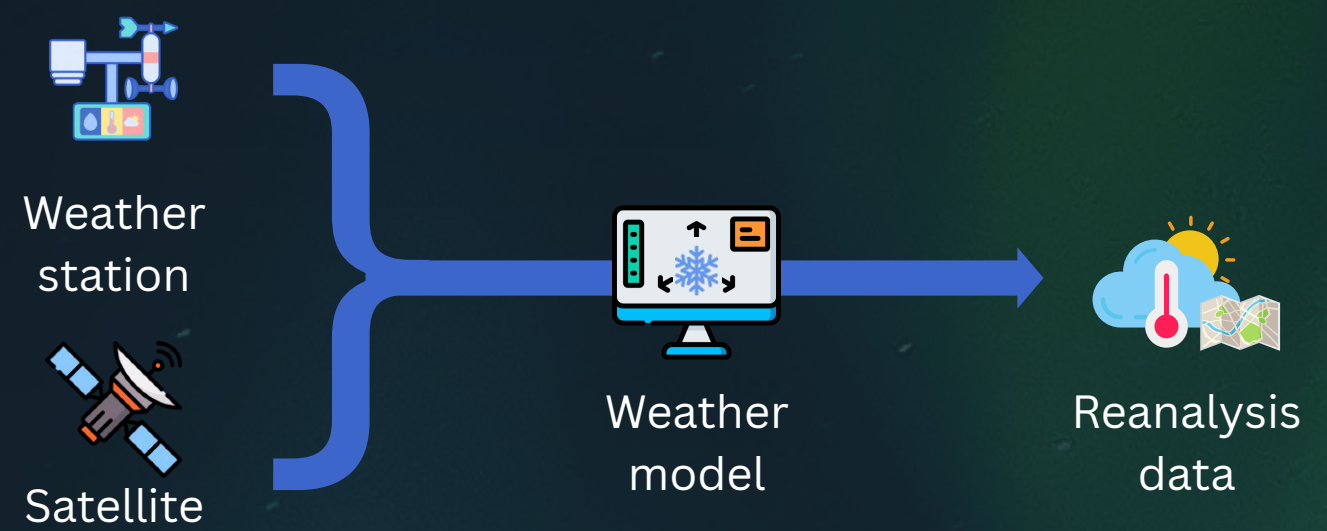 Weather
station
Satellite
Weather
model
Reanalysis
data